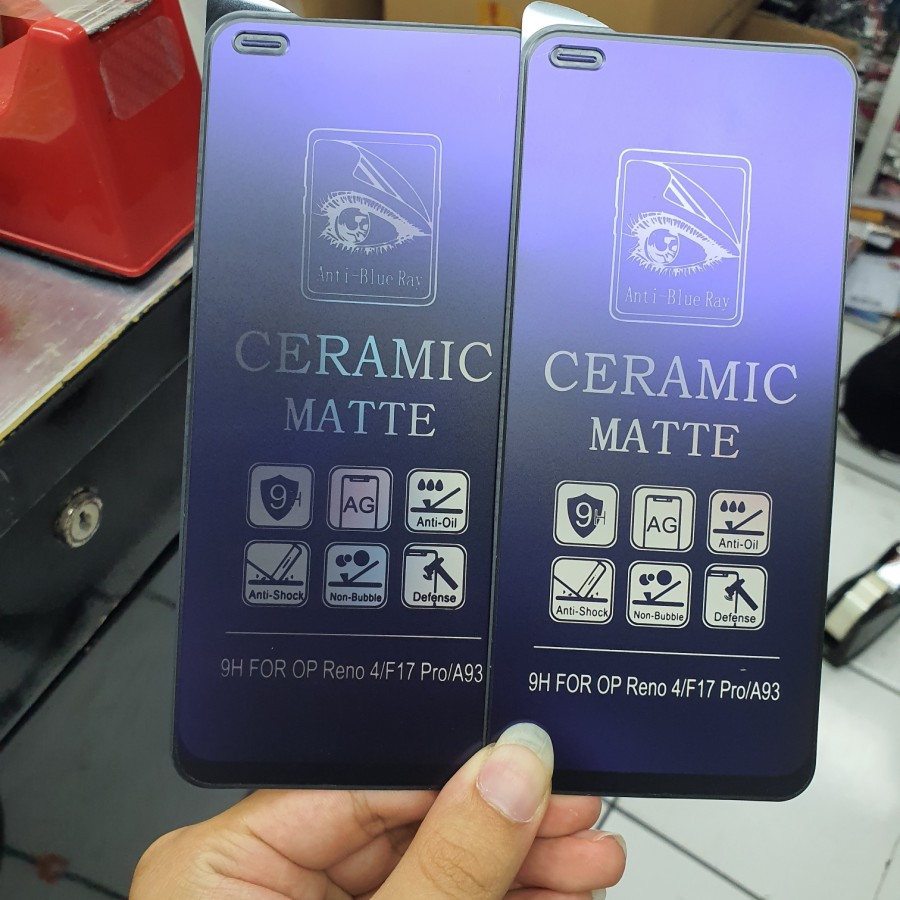 Anti-Blue Ray
CERAMIC
MATTE
9H
AG
Anti-Oil
Anti-Shock
Non-Bubble
Defense
9H FOR OP Reno 4/F17 Pro/A93
Anti-Blue Ray
CERAMIC
MATTE
9H
AG
Anti-Oil
Anti-Shock
Non-Bubble
Defense
9H FOR OP Reno 4/F17 Pro/A93